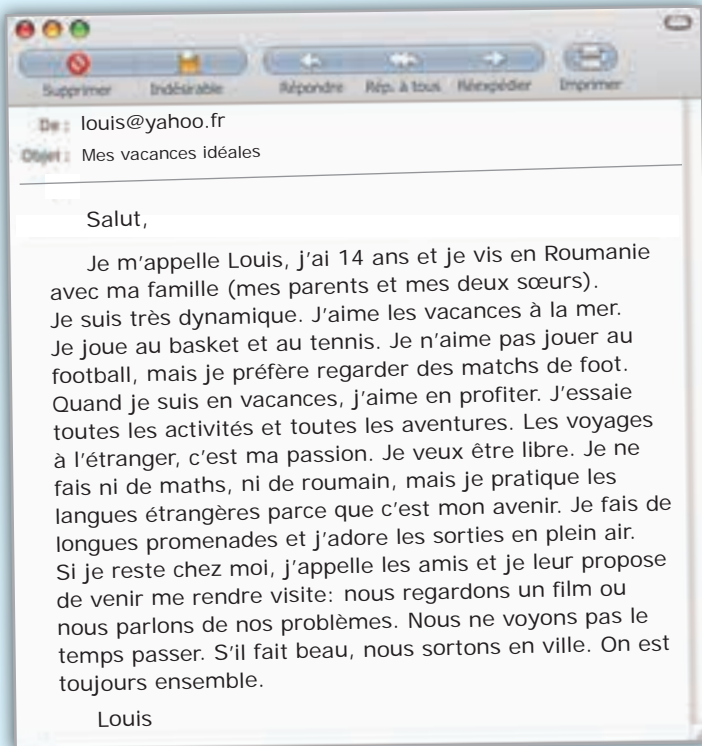 Supprimer Indésirable Répondre Rép. à tous Réexpédier Imprimer
De : louis@yahoo.fr
Objet : Mes vacances idéales
Salut,
Je m'appelle Louis, j'ai 14 ans et je vis en Roumanie
avec ma famille (mes parents et mes deux sœurs).
Je suis très dynamique. J'aime les vacances à la mer.
Je joue au basket et au tennis. Je n'aime pas jouer au
football, mais je préfère regarder des matchs de foot.
Quand je suis en vacances, j'aime en profiter. J'essaie
toutes les activités et toutes les aventures. Les voyages
à l'étranger, c'est ma passion. Je veux être libre. Je ne
fais ni de maths, ni de roumain, mais je pratique les
langues étrangères parce que c'est mon avenir. Je fais de
longues promenades et j'adore les sorties en plein air.
Si je reste chez moi, j'appelle les amis et je leur propose
de venir me rendre visite: nous regardons un film ou
nous parlons de nos problèmes. Nous ne voyons pas le
temps passer. S'il fait beau, nous sortons en ville. On est
toujours ensemble.
Louis